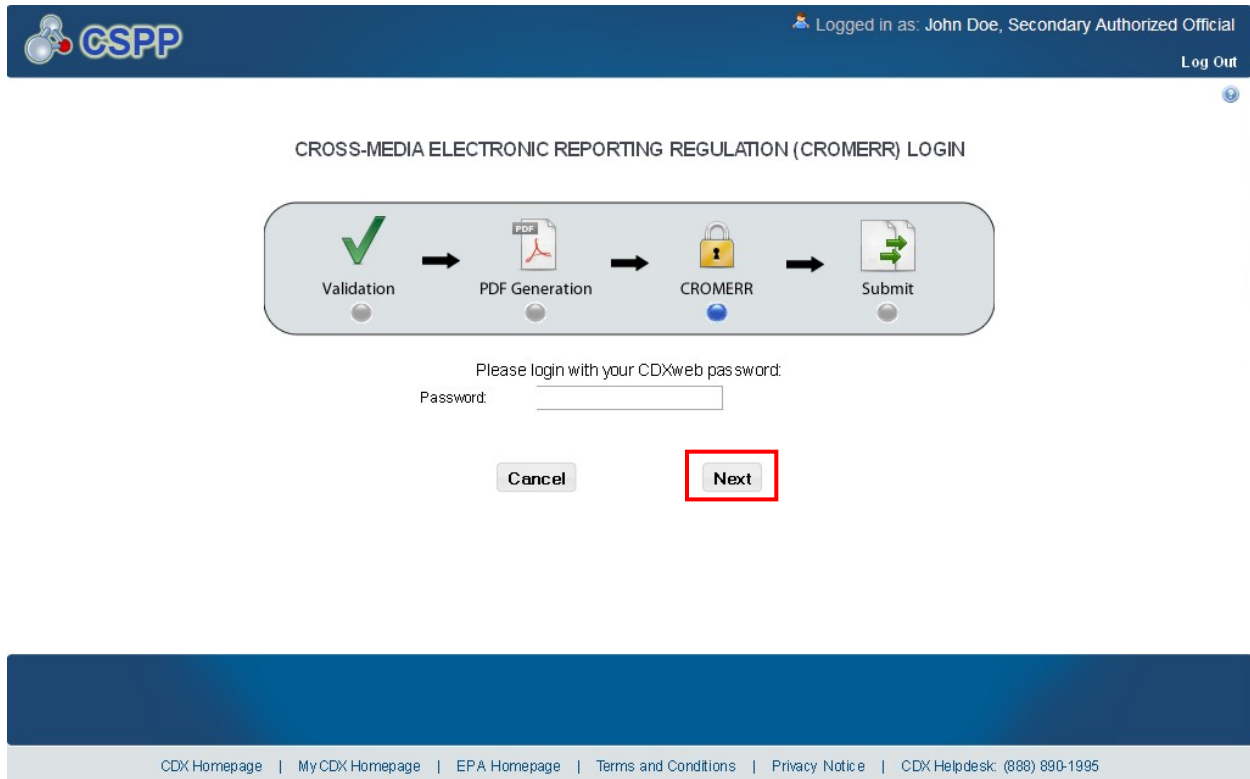 CSPP
Logged in as: John Doe, Secondary Authorized Official
Log Out
CROSS-MEDIA ELECTRONIC REPORTING REGULATION (CROMERR) LOGIN
PDF
Validation PDF Generation CROMERR Submit
Please login with your CDXweb password:
Password:
Cancel Next
CDX Homepage | MyCDX Homepage | EPA Homepage | Terms and Conditions | Privacy Notice | CDX Helpdesk: (888) 890-1995